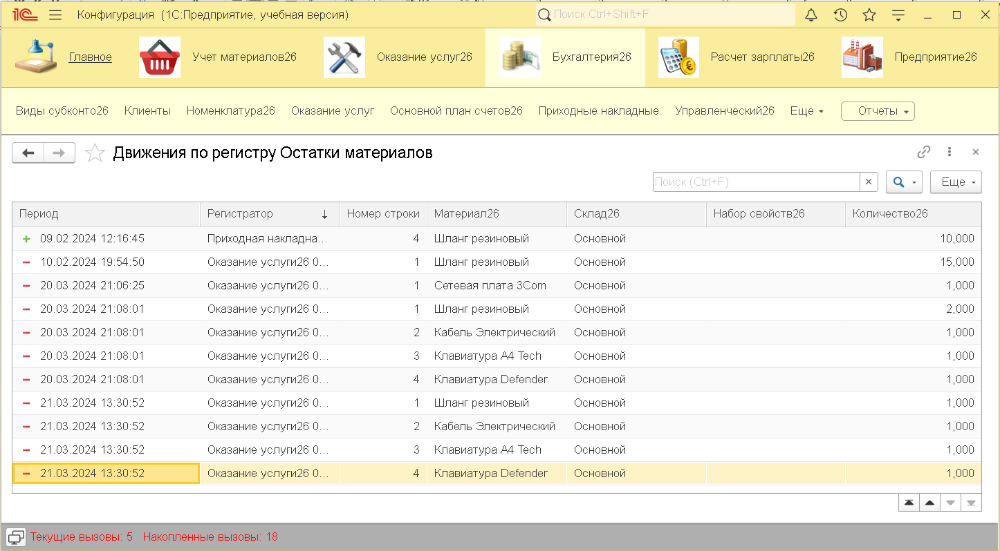 1С Конфигурация (1С:Предприятие, учебная версия) Поиск Ctrl+Shift+F
Главное Учет материалов26 Оказание услуг26 Бухгалтерия26 Расчет зарплаты26 Предприятие26
Виды субконто26 Клиенты Номенклатура26 Оказание услуг Основной план счетов26 Приходные накладные Управленческий26 Еще Отчеты
Движения по регистру Остатки материалов
Поиск (Ctrl+F) × Еще
Период Регистратор ↓ Номер строки Материал26 Склад26 Набор свойств26 Количество26
+ 09.02.2024 12:16:45 Приходная накладна... 4 Шланг резиновый Основной 10,000
– 10.02.2024 19:54:50 Оказание услуги26 0... 1 Шланг резиновый Основной 15,000
– 20.03.2024 21:06:25 Оказание услуги26 0... 1 Сетевая плата 3Com Основной 1,000
– 20.03.2024 21:08:01 Оказание услуги26 0... 1 Шланг резиновый Основной 2,000
– 20.03.2024 21:08:01 Оказание услуги26 0... 2 Кабель Электрический Основной 1,000
– 20.03.2024 21:08:01 Оказание услуги26 0... 3 Клавиатура A4 Tech Основной 1,000
– 20.03.2024 21:08:01 Оказание услуги26 0... 4 Клавиатура Defender Основной 1,000
– 21.03.2024 13:30:52 Оказание услуги26 0... 1 Шланг резиновый Основной 1,000
– 21.03.2024 13:30:52 Оказание услуги26 0... 2 Кабель Электрический Основной 1,000
– 21.03.2024 13:30:52 Оказание услуги26 0... 3 Клавиатура A4 Tech Основной 1,000
– 21.03.2024 13:30:52 Оказание услуги26 0... 4 Клавиатура Defender Основной 1,000
Текущие вызовы: 5 Накопленные вызовы: 18